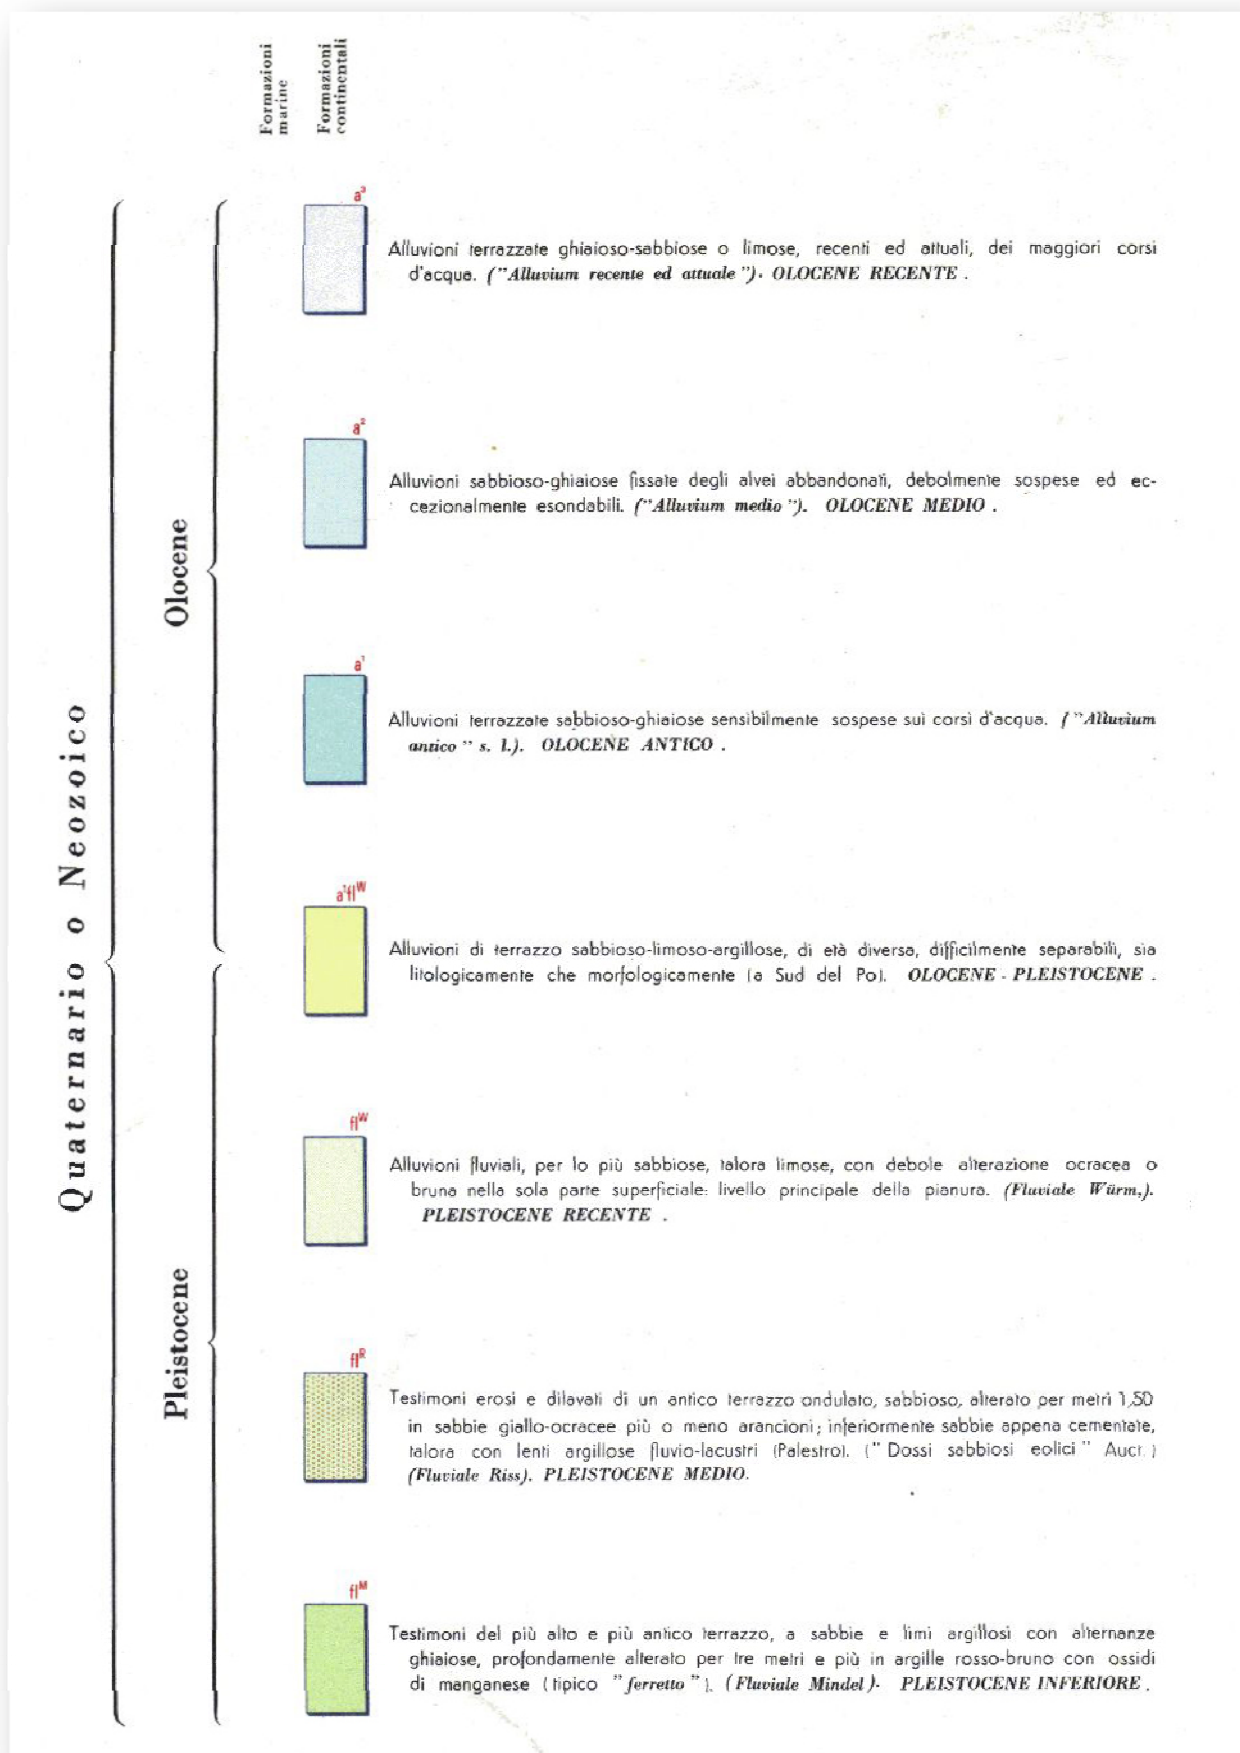 Formazioni
marine
Formazioni
continentali
Quaternario o Neozoico
Olocene
Pleistocene
a³
Alluvioni terrazzate ghiaioso-sabbiose o limose, recenti ed attuali, dei maggiori corsi
d'acqua. ("Alluvium recente ed attuale"). OLOCENE RECENTE .
a²
Alluvioni sabbioso-ghiaiose fissate degli alvei abbandonati, debolmente sospese ed ec-
cezionalmente esondabili. ("Alluvium medio"). OLOCENE MEDIO .
a¹
Alluvioni terrazzate sabbioso-ghiaiose sensibilmente sospese sui corsi d'acqua. ("Alluvium
antico" s. l.). OLOCENE ANTICO .
a¹flᵂ
Alluvioni di terrazzo sabbioso-limoso-argillose, di età diversa, difficilmente separabili, sia
litologicamente che morfologicamente (a Sud del Po). OLOCENE - PLEISTOCENE .
flᵂ
Alluvioni fluviali, per lo più sabbiose, talora limose, con debole alterazione ocracea o
bruna nella sola parte superficiale: livello principale della pianura. (Fluviale Würm.).
PLEISTOCENE RECENTE .
flᴿ
Testimoni erosi e dilavati di un antico terrazzo ondulato, sabbioso, alterato per metri 1,50
in sabbie giallo-ocracee più o meno arancioni; inferiormente sabbie appena cementate,
talora con lenti argillose fluvio-lacustri (Palestro). ("Dossi sabbiosi eolici" Auct.)
(Fluviale Riss). PLEISTOCENE MEDIO.
flᴹ
Testimoni del più alto e più antico terrazzo, a sabbie e limi argillosi con alternanze
ghiaiose, profondamente alterato per tre metri e più in argille rosso-bruno con ossidi
di manganese (tipico "ferretto"). (Fluviale Mindel). PLEISTOCENE INFERIORE .